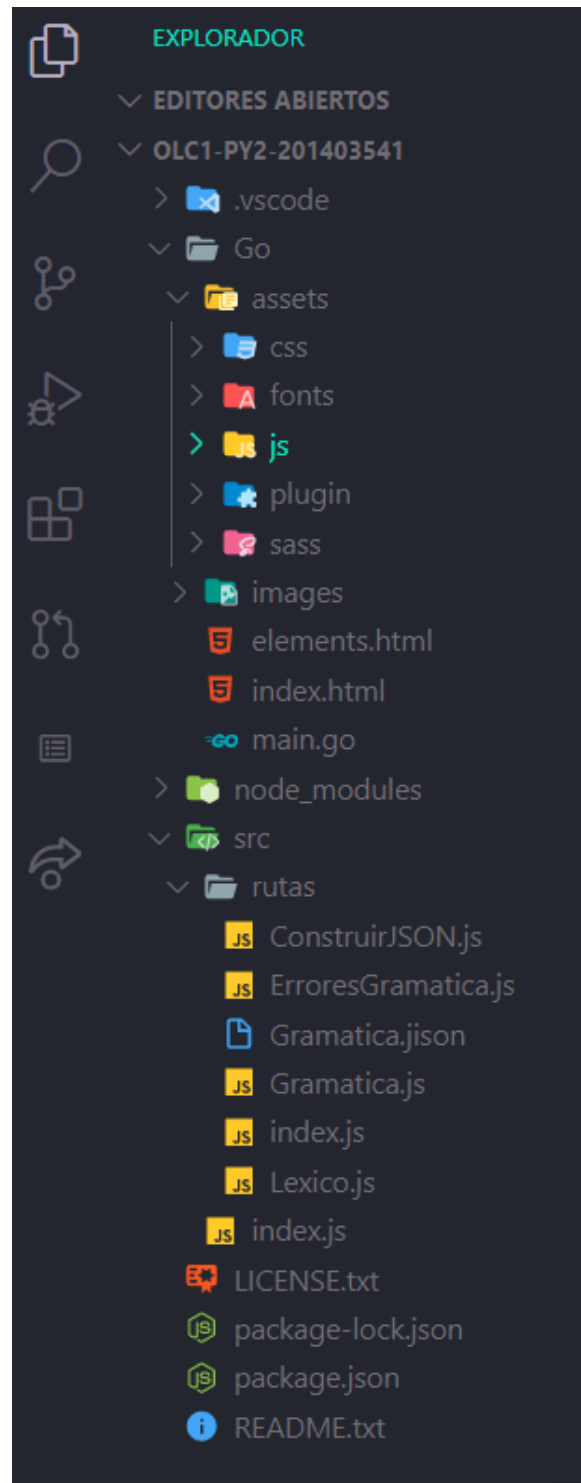 EXPLORADOR
EDITORES ABIERTOS
OLC1-PY2-201403541
.vscode
Go
assets
css
fonts
js
plugin
sass
images
elements.html
index.html
main.go
node_modules
src
rutas
ConstruirJSON.js
ErroresGramatica.js
Gramatica.jison
Gramatica.js
index.js
Lexico.js
index.js
LICENSE.txt
package-lock.json
package.json
README.txt